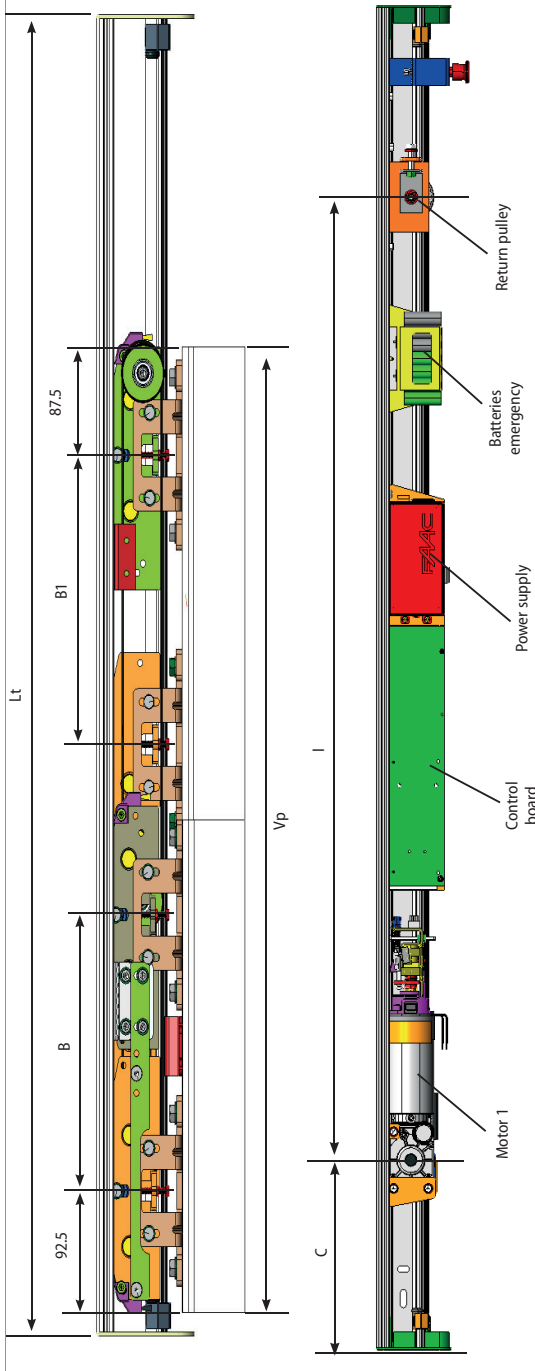 Lt
87.5
B1
Vp
B
92.5
Return pulley
Batteries
emergency
FAAC
Power supply
I
Control
board
Motor 1
C